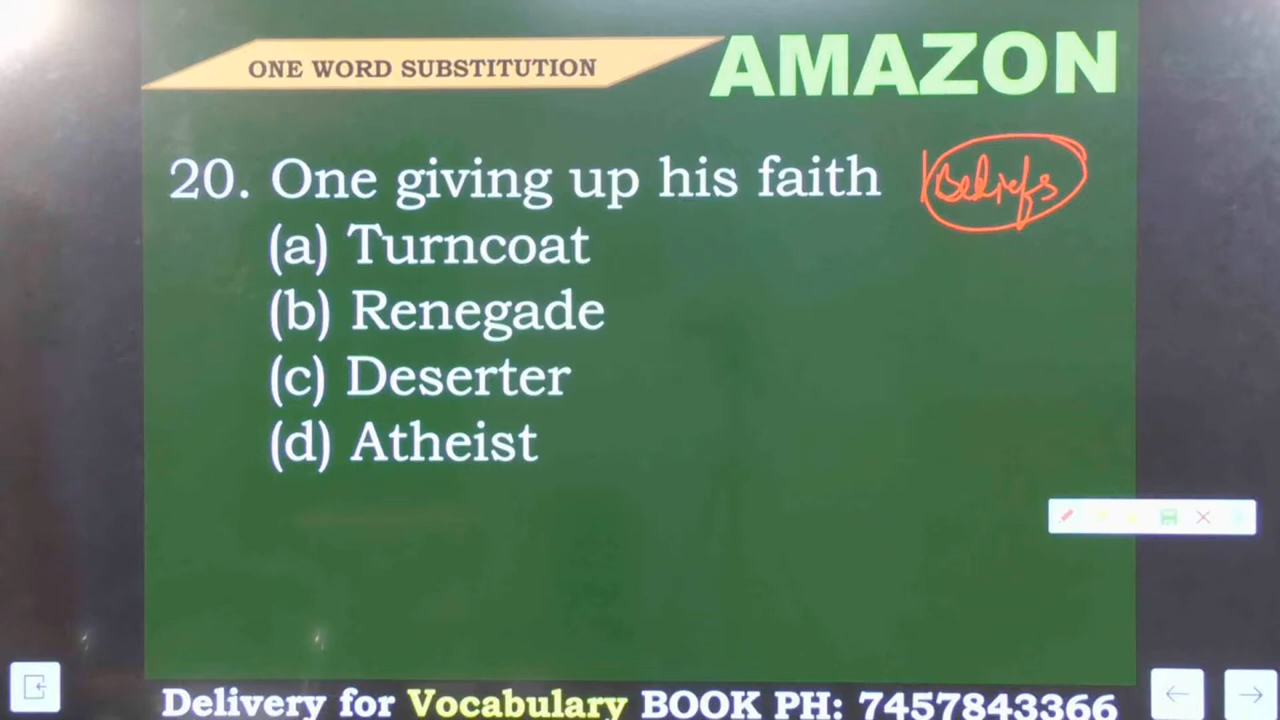 ONE WORD SUBSTITUTION AMAZON
20. One giving up his faith Beliefs
(a) Turncoat
(b) Renegade
(c) Deserter
(d) Atheist
Delivery for Vocabulary BOOK PH: 7457843366